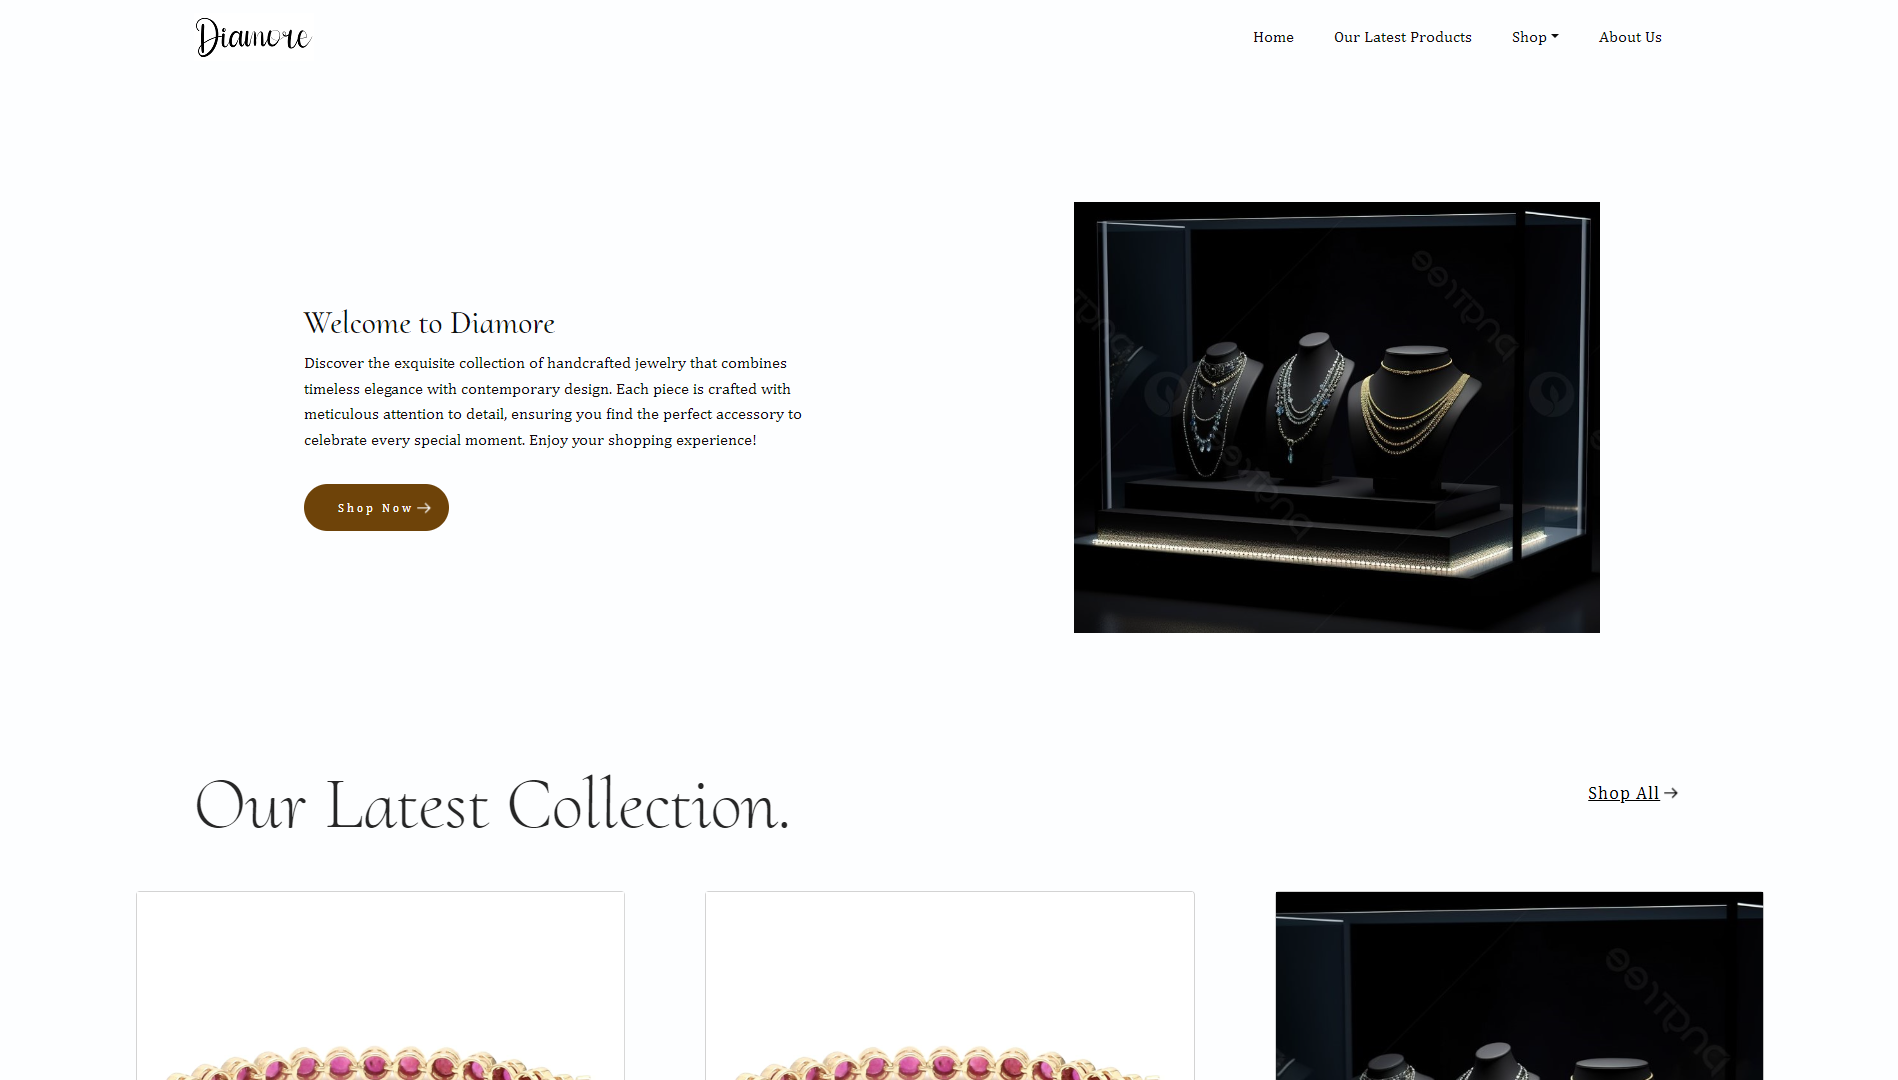 Diamore
Home
Our Latest Products
Shop
About Us
Welcome to Diamore
Discover the exquisite collection of handcrafted jewelry that combines
timeless elegance with contemporary design. Each piece is crafted with
meticulous attention to detail, ensuring you find the perfect accessory to
celebrate every special moment. Enjoy your shopping experience!
Shop Now
Our Latest Collection.
Shop All